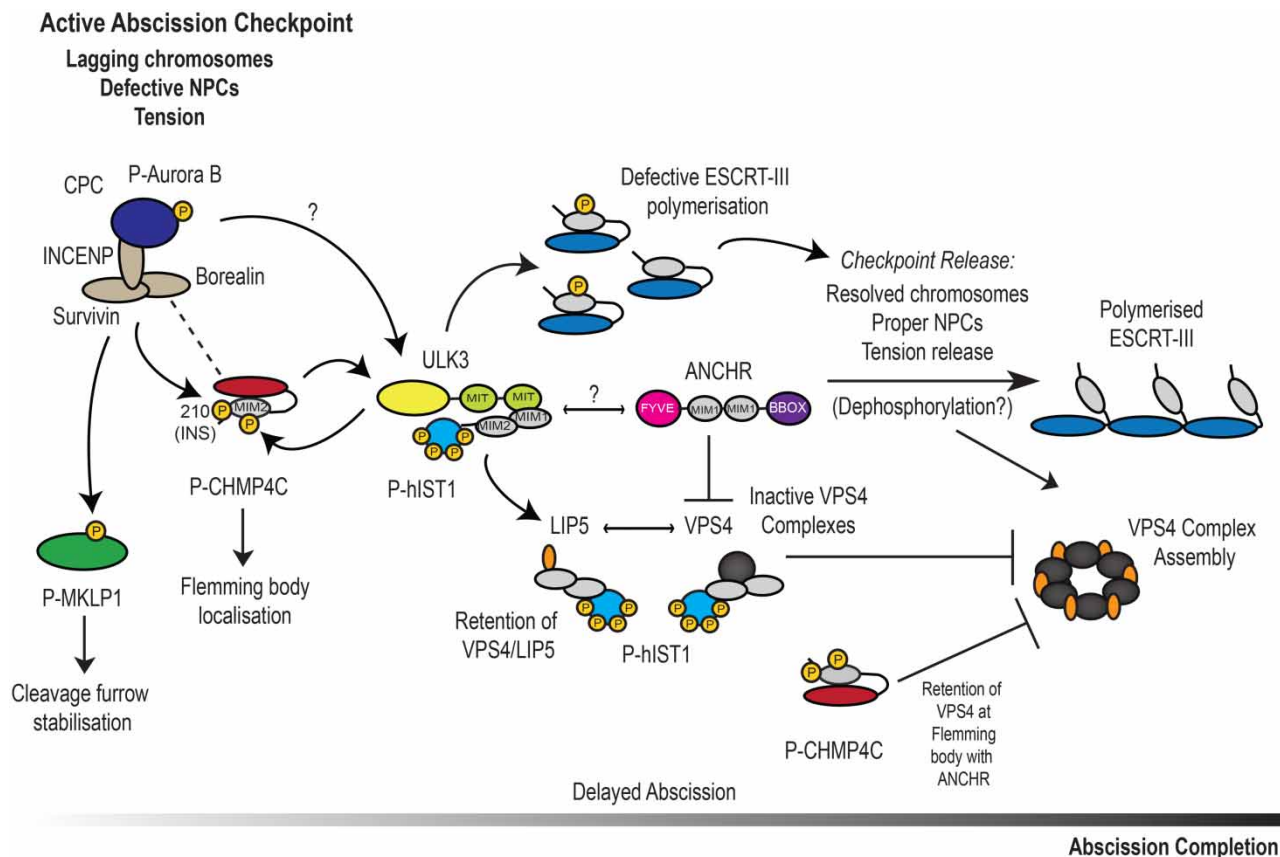 Active Abscission Checkpoint
Lagging chromosomes
Defective NPCs
Tension
CPC
P-Aurora B
P
INCENP
Borealin
Survivin
?
Defective ESCRT-III
polymerisation
P
P
Checkpoint Release:
Resolved chromosomes
Proper NPCs
Tension release
(Dephosphorylation?)
Polymerised
ESCRT-III
ULK3
MIT
MIT
MIM1
MIM2
P
P
P
P
P-hIST1
?
ANCHR
FYVE
MIM1
MIM1
BBOX
210
(INS)
P
MIM2
P
P-CHMP4C
Flemming body
localisation
P
P-MKLP1
Cleavage furrow
stabilisation
LIP5
VPS4
Inactive VPS4
Complexes
P
P
P
P
P
P
P
P
Retention of
VPS4/LIP5
P-hIST1
VPS4 Complex
Assembly
P
P
P-CHMP4C
Retention of
VPS4 at
Flemming
body with
ANCHR
Delayed Abscission
Abscission Completion